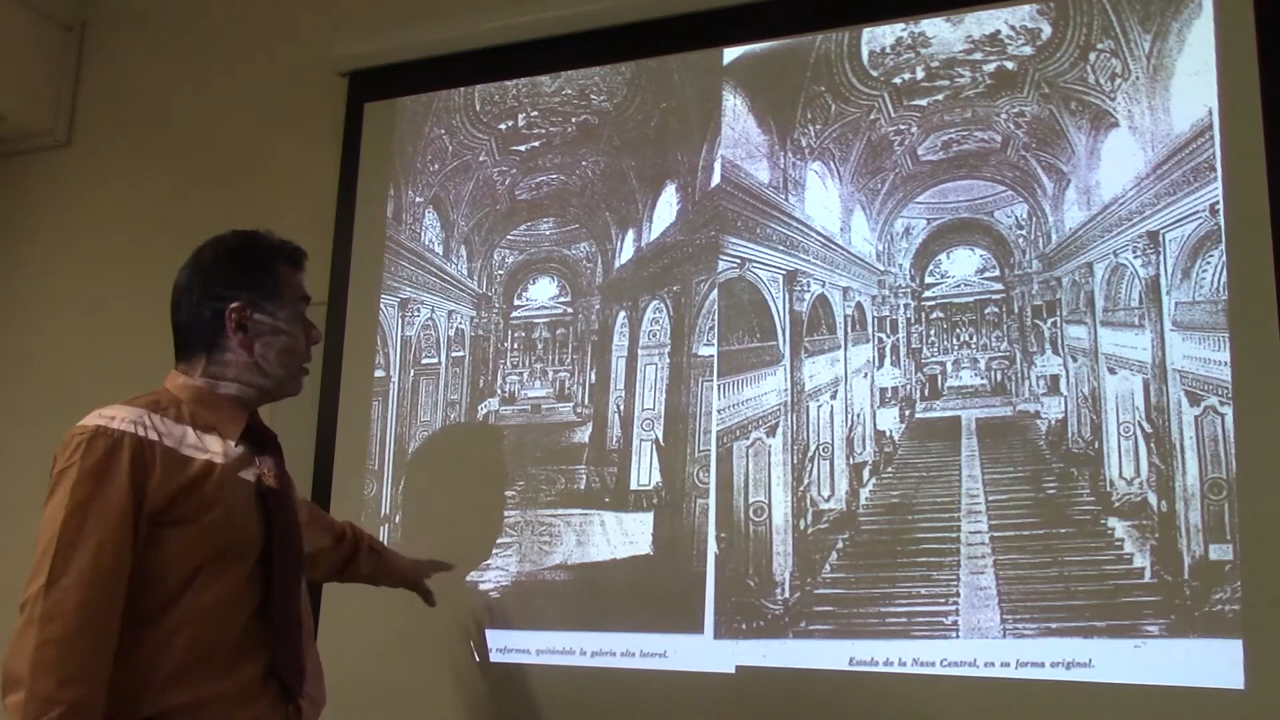 reformas, quitándole la galería alta lateral.
Estado de la Nave Central, en su forma original.